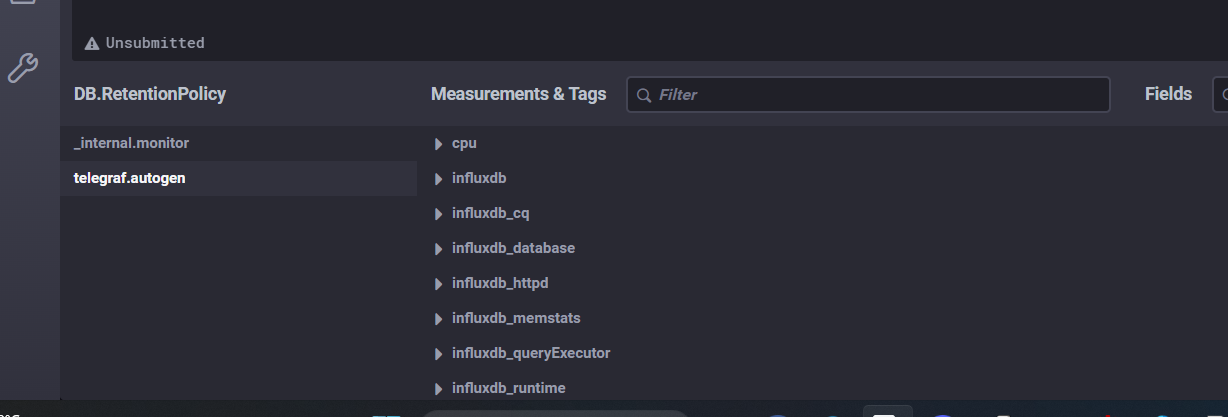 Unsubmitted
DB.RetentionPolicy
Measurements & Tags
Filter
Fields
_internal.monitor
telegraf.autogen
cpu
influxdb
influxdb_cq
influxdb_database
influxdb_httpd
influxdb_memstats
influxdb_queryExecutor
influxdb_runtime